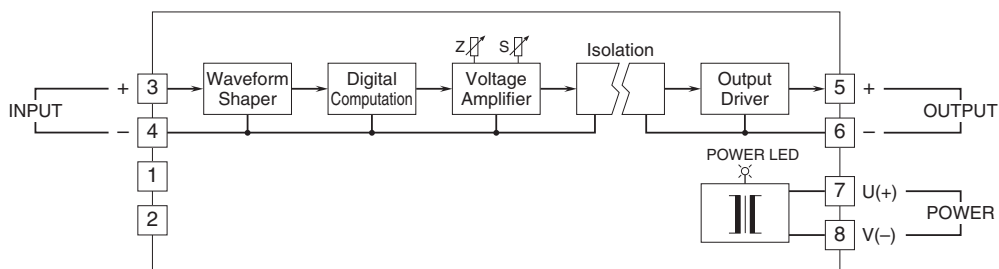 Z S
Isolation
+ 3
Waveform
Shaper
Digital
Computation
Voltage
Amplifier
Output
Driver
5 +
INPUT
OUTPUT
– 4
6 –
POWER LED
1
7 U(+)
2
POWER
8 V(–)